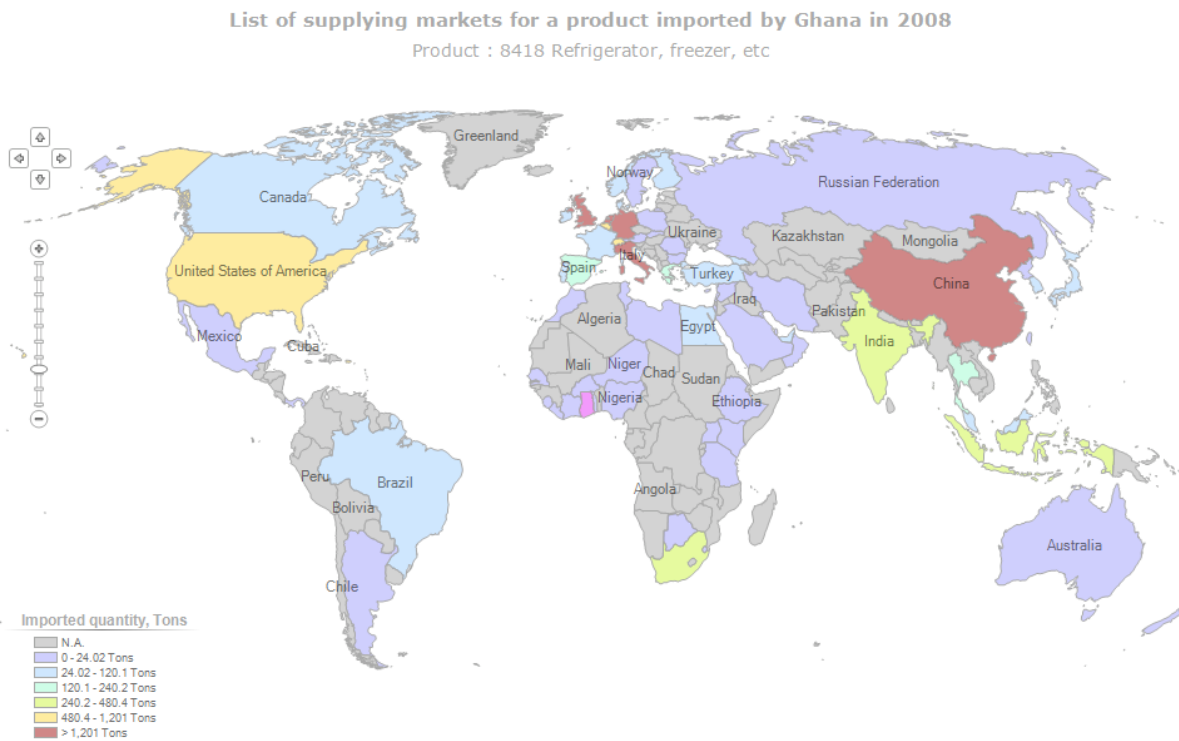 List of supplying markets for a product imported by Ghana in 2008
Product : 8418 Refrigerator, freezer, etc
Greenland
Norway
Canada
Russian Federation
Ukraine
Kazakhstan
Mongolia
Italy
Spain
Turkey
United States of America
China
Iraq
Pakistan
Algeria
Egypt
Mexico
Cuba
India
Mali
Niger
Chad
Sudan
Nigeria
Ethiopia
Peru
Brazil
Angola
Bolivia
Australia
Chile
Imported quantity, Tons
N.A.
0 - 24.02 Tons
24.02 - 120.1 Tons
120.1 - 240.2 Tons
240.2 - 480.4 Tons
480.4 - 1,201 Tons
> 1,201 Tons